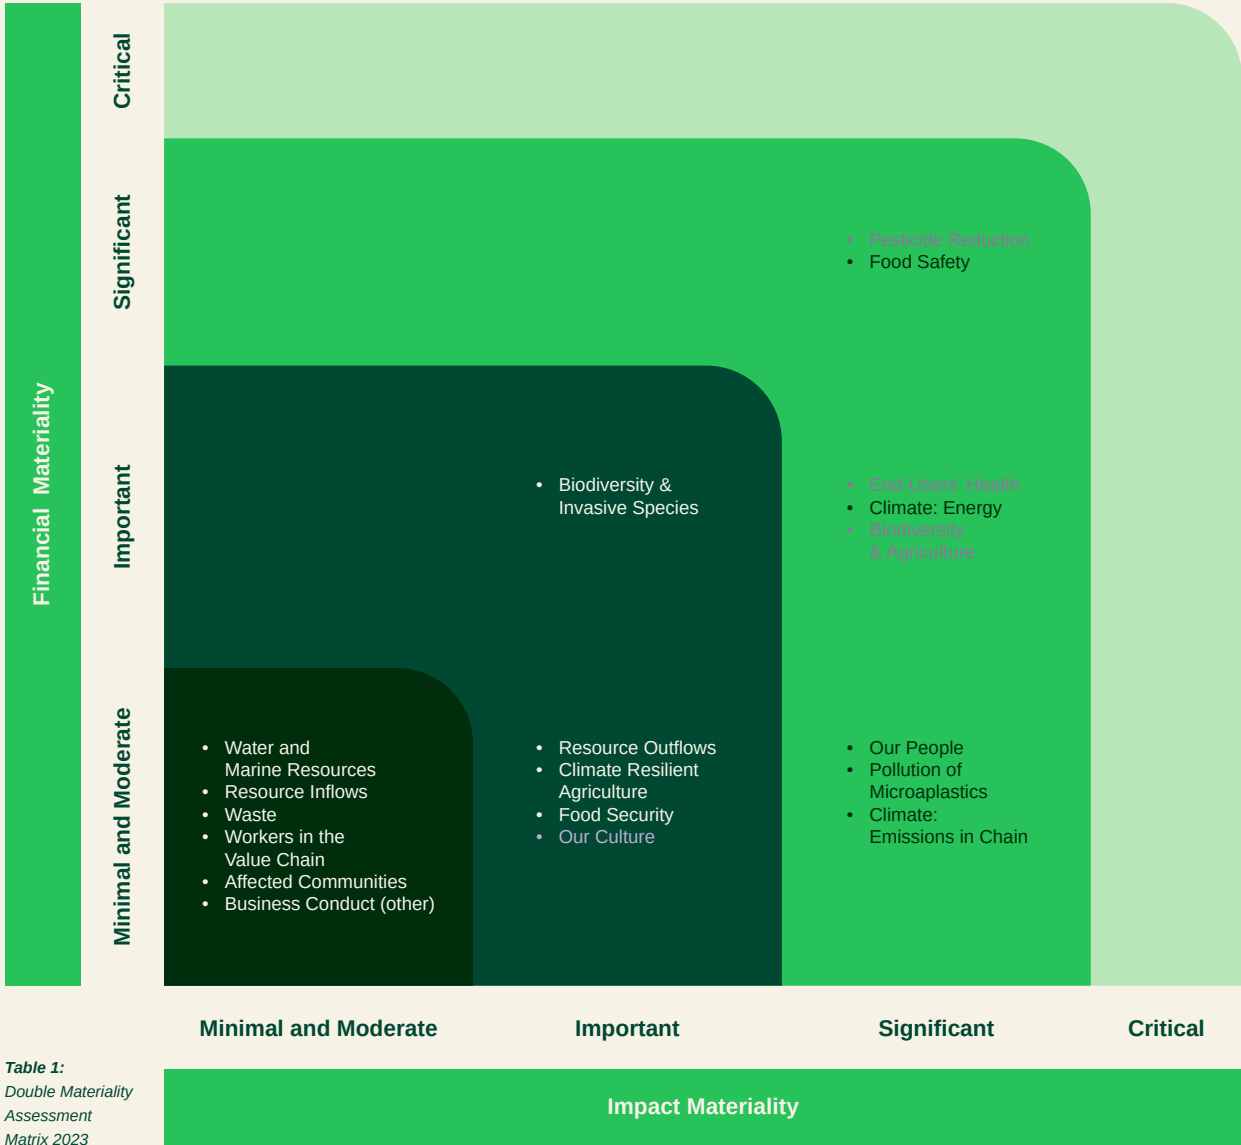 Financial Materiality
Critical
Significant
Important
Minimal and Moderate
• Pesticide Reduction
• Food Safety
• Biodiversity &
Invasive Species
• End-Users' Health
• Climate: Energy
• Biodiversity
& Agriculture
• Water and
Marine Resources
• Resource Inflows
• Waste
• Workers in the
Value Chain
• Affected Communities
• Business Conduct (other)
• Resource Outflows
• Climate Resilient
Agriculture
• Food Security
• Our Culture
• Our People
• Pollution of
Microaplastics
• Climate:
Emissions in Chain
Minimal and Moderate
Important
Significant
Critical
Impact Materiality
Table 1:
Double Materiality
Assessment
Matrix 2023